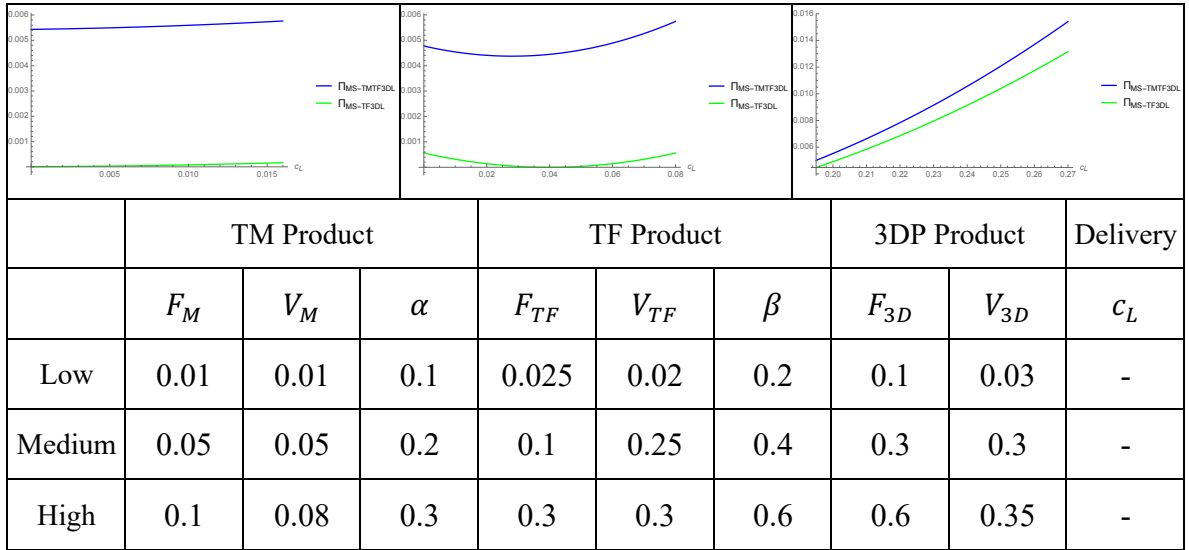 0.006
0.005
0.004
0.003
0.002
0.001
0.005 0.010 0.015
c_L
Π_MS-TMTF3DL
Π_MS-TF3DL
0.006
0.005
0.004
0.003
0.002
0.001
0.02 0.04 0.06 0.08
c_L
Π_MS-TMTF3DL
Π_MS-TF3DL
0.016
0.014
0.012
0.010
0.008
0.006
0.20 0.21 0.22 0.23 0.24 0.25 0.26 0.27
c_L
Π_MS-TMTF3DL
Π_MS-TF3DL
TM Product TF Product 3DP Product Delivery
F_M V_M α F_TF V_TF β F_3D V_3D c_L
Low 0.01 0.01 0.1 0.025 0.02 0.2 0.1 0.03 -
Medium 0.05 0.05 0.2 0.1 0.25 0.4 0.3 0.3 -
High 0.1 0.08 0.3 0.3 0.3 0.6 0.6 0.35 -